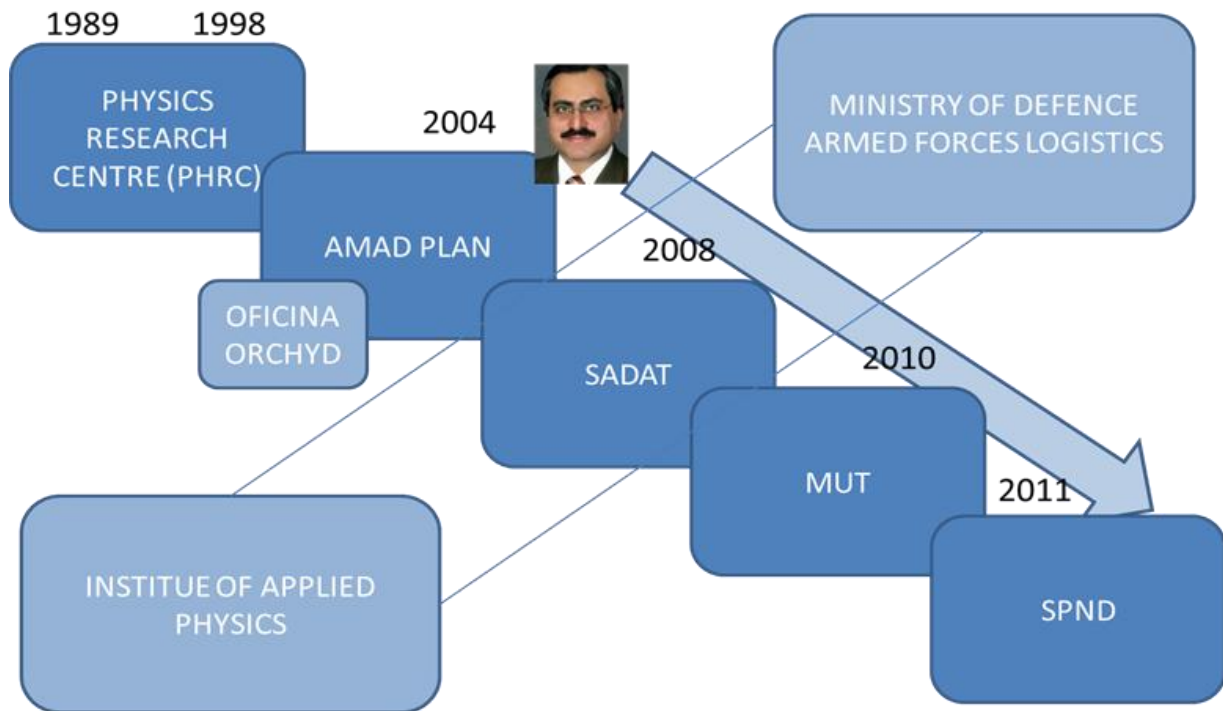 1989
1998
PHYSICS
RESEARCH
CENTRE (PHRC)
2004
MINISTRY OF DEFENCE
ARMED FORCES LOGISTICS
AMAD PLAN
2008
OFICINA
ORCHYD
SADAT
2010
MUT
2011
INSTITUE OF APPLIED
PHYSICS
SPND